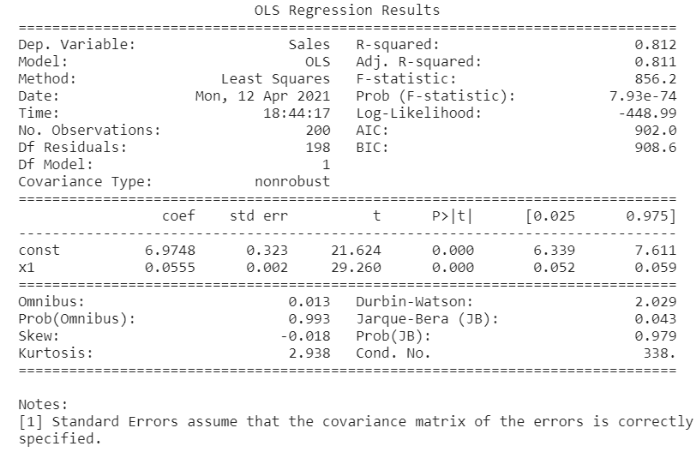 OLS Regression Results
==============================================================================
Dep. Variable: Sales R-squared: 0.812
Model: OLS Adj. R-squared: 0.811
Method: Least Squares F-statistic: 856.2
Date: Mon, 12 Apr 2021 Prob (F-statistic): 7.93e-74
Time: 18:44:17 Log-Likelihood: -448.99
No. Observations: 200 AIC: 902.0
Df Residuals: 198 BIC: 908.6
Df Model: 1
Covariance Type: nonrobust
==============================================================================
coef std err t P>|t| [0.025 0.975]
------------------------------------------------------------------------------
const 6.9748 0.323 21.624 0.000 6.339 7.611
x1 0.0555 0.002 29.260 0.000 0.052 0.059
==============================================================================
Omnibus: 0.013 Durbin-Watson: 2.029
Prob(Omnibus): 0.993 Jarque-Bera (JB): 0.043
Skew: -0.018 Prob(JB): 0.979
Kurtosis: 2.938 Cond. No. 338.
==============================================================================
Notes:
[1] Standard Errors assume that the covariance matrix of the errors is correctly
specified.